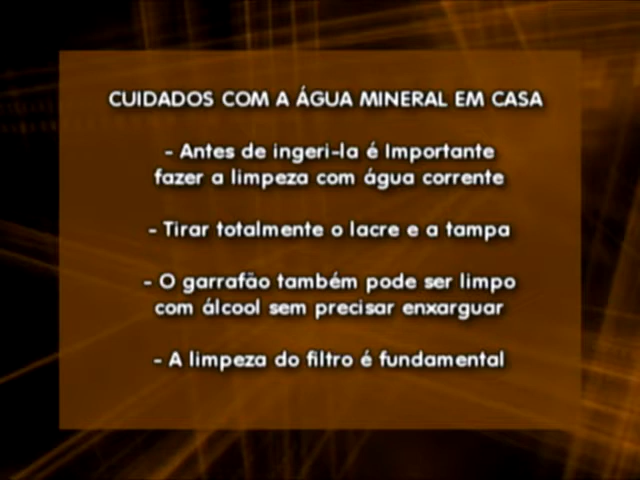 CUIDADOS COM A ÁGUA MINERAL EM CASA
- Antes de ingeri-la é Importante
fazer a limpeza com água corrente
- Tirar totalmente o lacre e a tampa
- O garrafão também pode ser limpo
com álcool sem precisar enxarguar
- A limpeza do filtro é fundamental